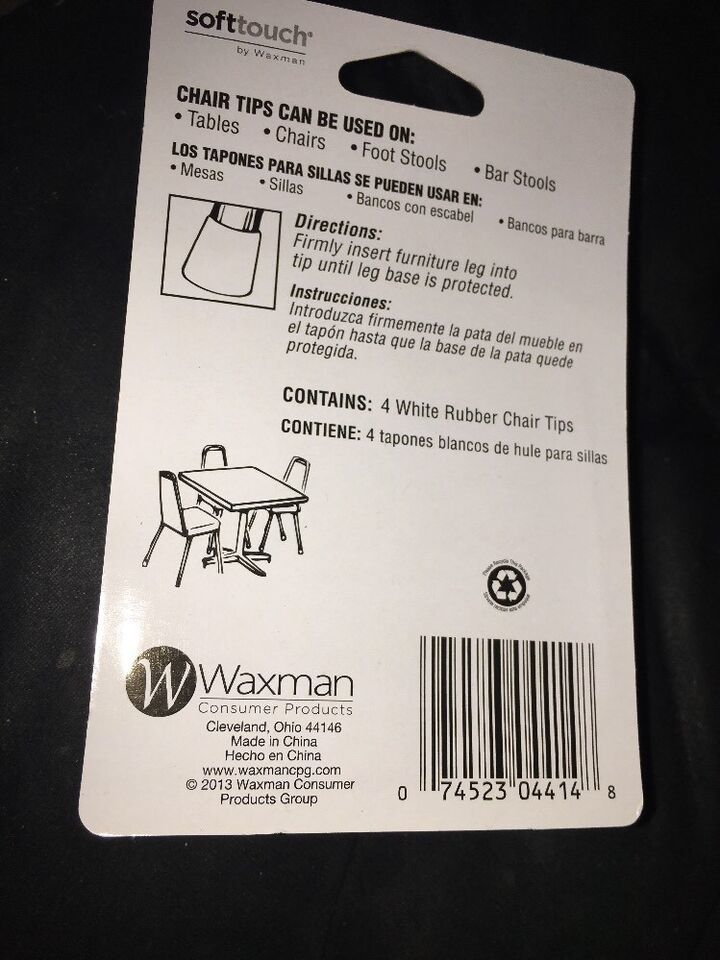 softtouch®
by Waxman
CHAIR TIPS CAN BE USED ON:
• Tables • Chairs • Foot Stools • Bar Stools
LOS TAPONES PARA SILLAS SE PUEDEN USAR EN:
• Mesas • Sillas • Bancos con escabel • Bancos para barra
Directions:
Firmly insert furniture leg into
tip until leg base is protected.
Instrucciones:
Introduzca firmemente la pata del mueble en
el tapón hasta que la base de la pata quede
protegida.
CONTAINS: 4 White Rubber Chair Tips
CONTIENE: 4 tapones blancos de hule para sillas
Please Recycle This Package
W Waxman
Consumer Products
Cleveland, Ohio 44146
Made in China
Hecho en China
www.waxmancpg.com
© 2013 Waxman Consumer
Products Group
0 74523 04414 8